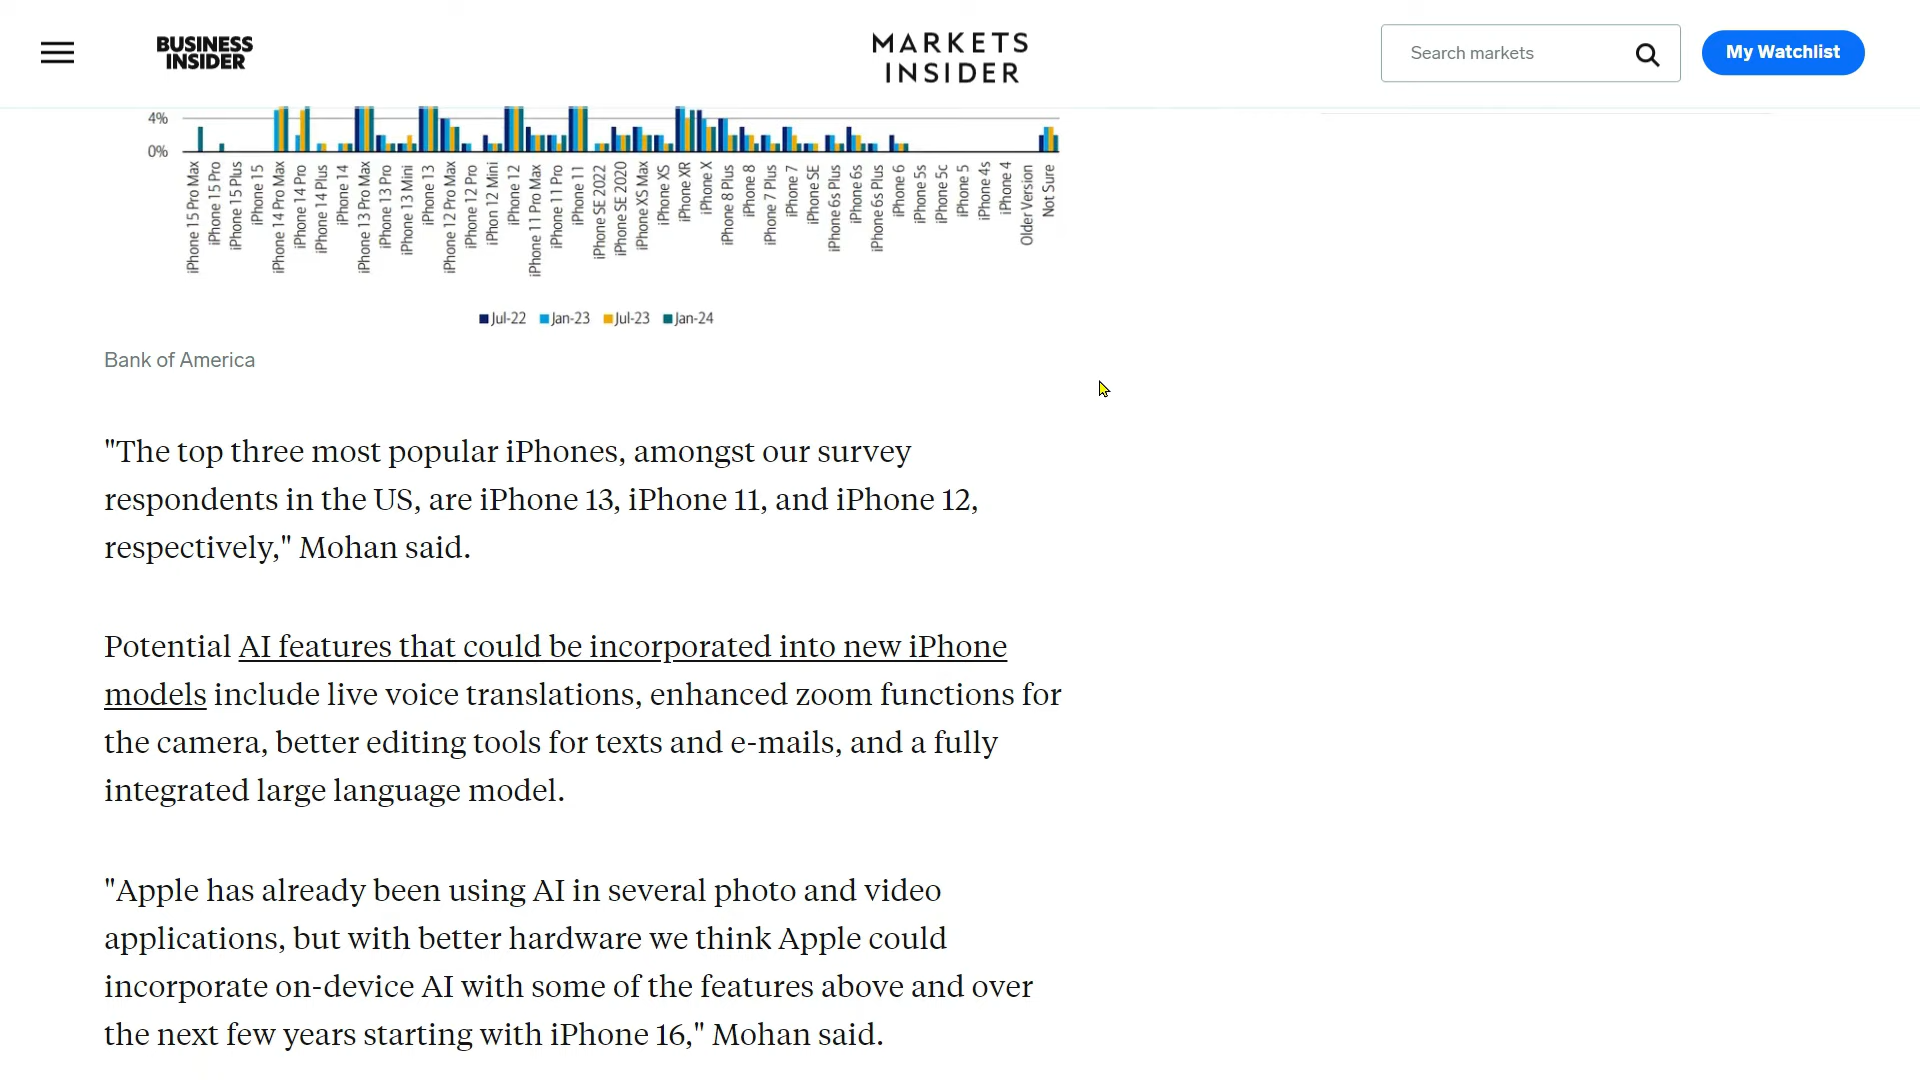 BUSINESS
INSIDER
MARKETS
INSIDER
Search markets
My Watchlist
4%
0%
iPhone 15 Pro Max
iPhone 15 Pro
iPhone 15 Plus
iPhone 15
iPhone 14 Pro Max
iPhone 14 Pro
iPhone 14 Plus
iPhone 14
iPhone 13 Pro Max
iPhone 13 Pro
iPhone 13 Mini
iPhone 13
iPhone 12 Pro Max
iPhone 12 Pro
iPhon 12 Mini
iPhone 12
iPhone 11 Pro Max
iPhone 11 Pro
iPhone 11
iPhone SE 2022
iPhone SE 2020
iPhone XS Max
iPhone XS
iPhone XR
iPhone X
iPhone 8 Plus
iPhone 8
iPhone 7 Plus
iPhone 7
iPhone SE
iPhone 6s Plus
iPhone 6s
iPhone 6s Plus
iPhone 6
iPhone 5s
iPhone 5c
iPhone 5
iPhone 4s
iPhone 4
Older Version
Not Sure
Jul-22 Jan-23 Jul-23 Jan-24
Bank of America
"The top three most popular iPhones, amongst our survey
respondents in the US, are iPhone 13, iPhone 11, and iPhone 12,
respectively," Mohan said.
Potential AI features that could be incorporated into new iPhone
models include live voice translations, enhanced zoom functions for
the camera, better editing tools for texts and e-mails, and a fully
integrated large language model.
"Apple has already been using AI in several photo and video
applications, but with better hardware we think Apple could
incorporate on-device AI with some of the features above and over
the next few years starting with iPhone 16," Mohan said.